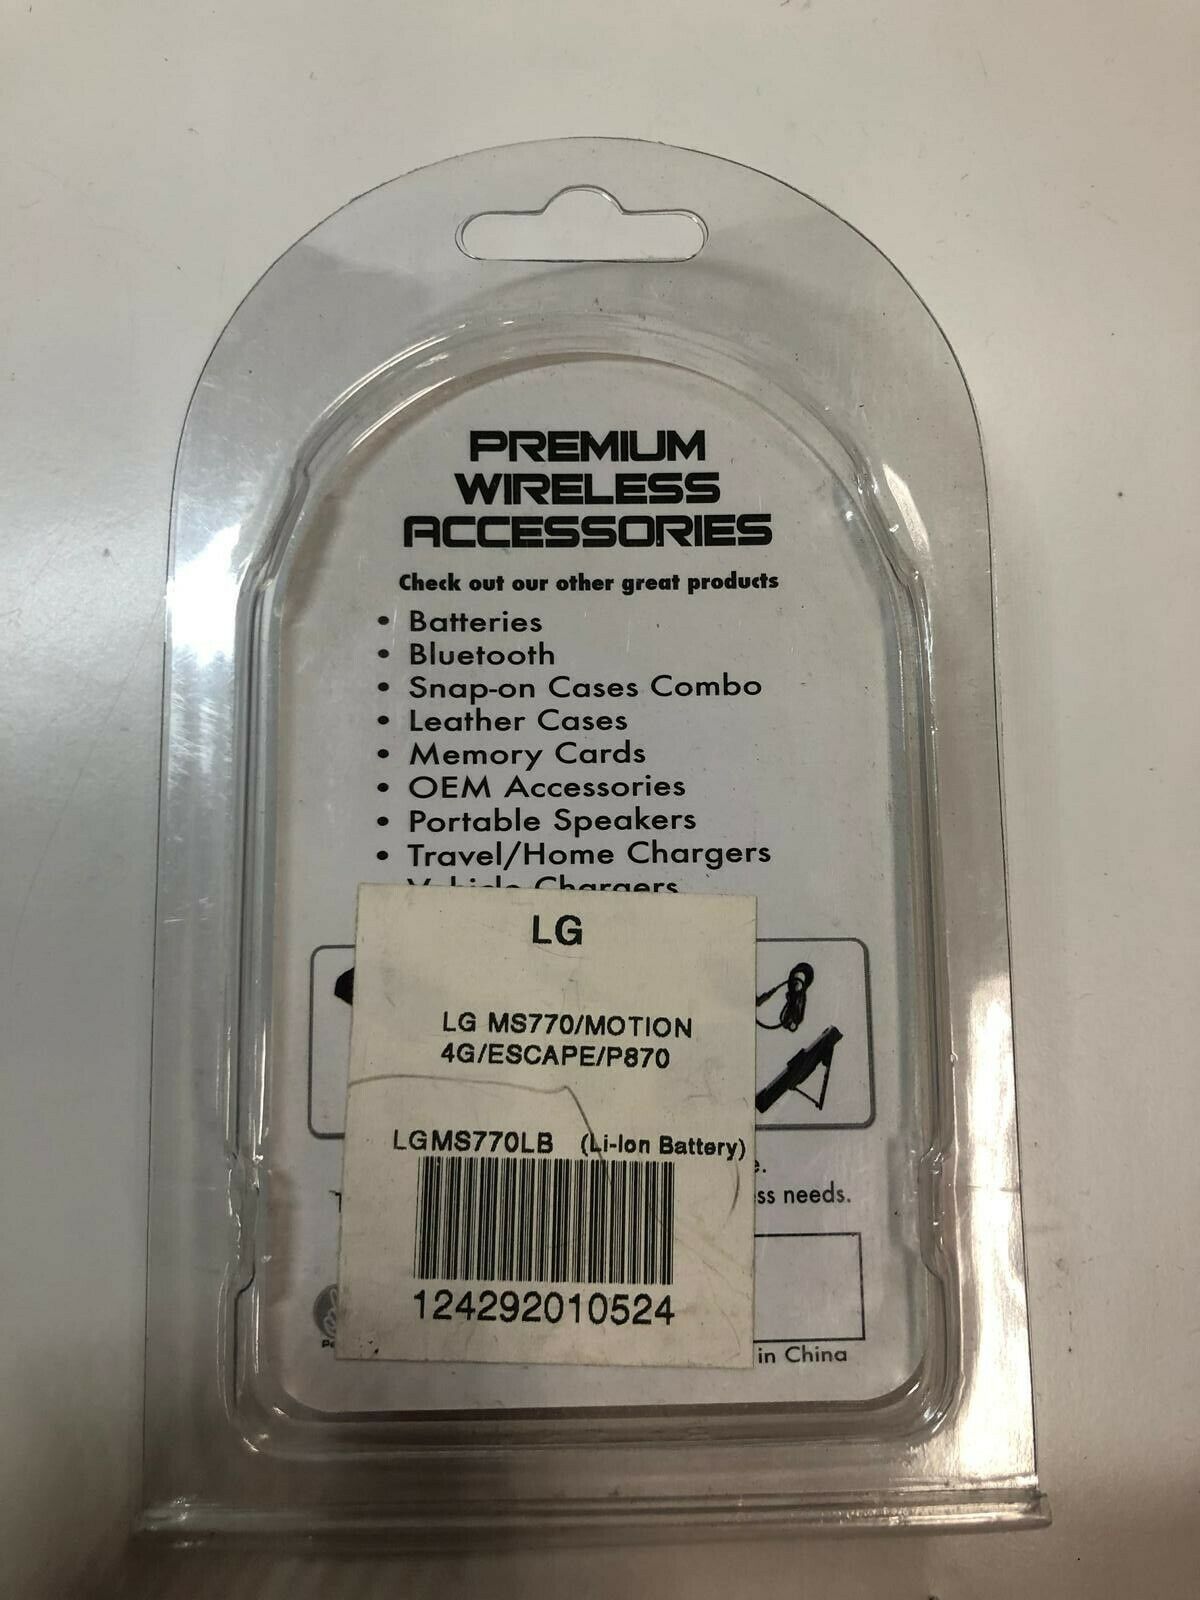 PREMIUM
WIRELESS
ACCESSORIES
Check out our other great products
• Batteries
• Bluetooth
• Snap-on Cases Combo
• Leather Cases
• Memory Cards
• OEM Accessories
• Portable Speakers
• Travel/Home Chargers
Vehicle Chargers
LG
LG MS770/MOTION
4G/ESCAPE/P870
LGMS770LB (Li-Ion Battery)
124292010524
needs.
in China